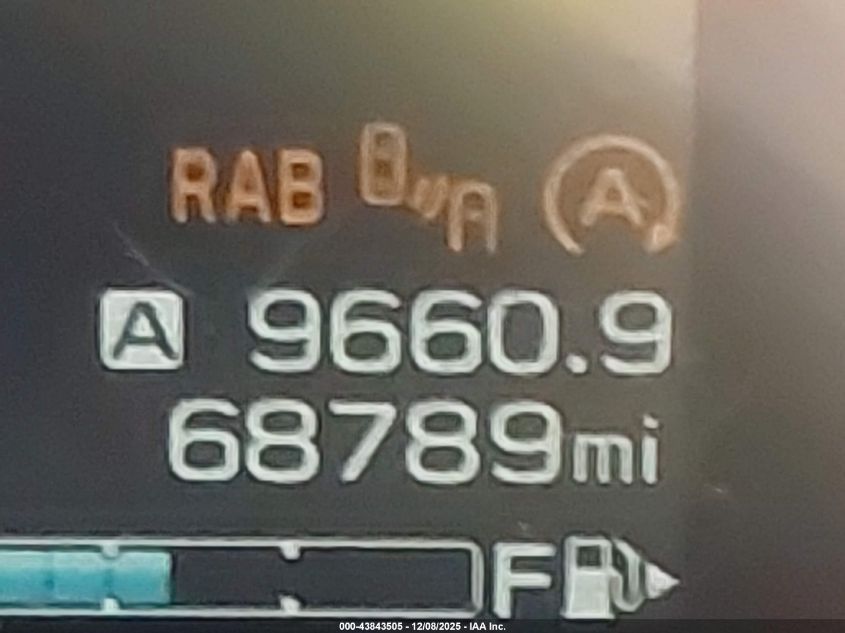 RAB
A
A 9660.9
68789mi
F
000-43843505 - 12/08/2025 - IAA Inc.